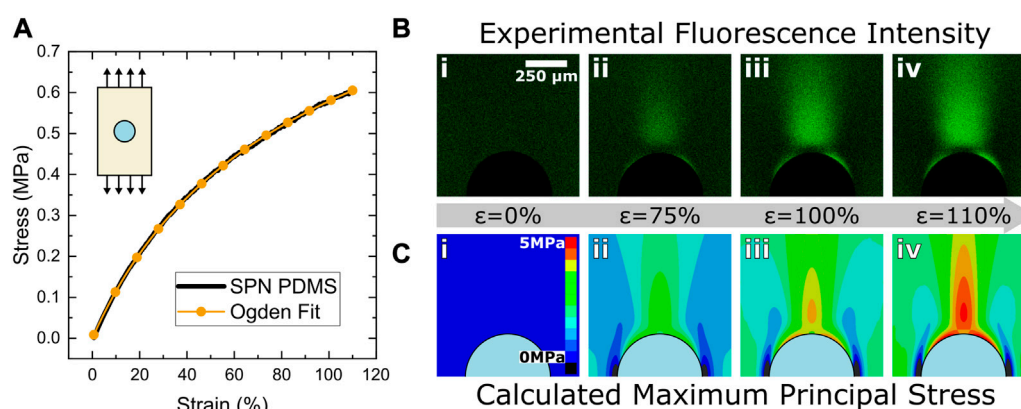 A
0.7
0.6
0.5
0.4
0.3
0.2
0.1
0.0
Stress (MPa)
SPN PDMS
Ogden Fit
0 20 40 60 80 100 120
Strain (%)
B
Experimental Fluorescence Intensity
i ii iii iv
250 µm
ε=0% ε=75% ε=100% ε=110%
C
i ii iii iv
5MPa
0MPa
Calculated Maximum Principal Stress